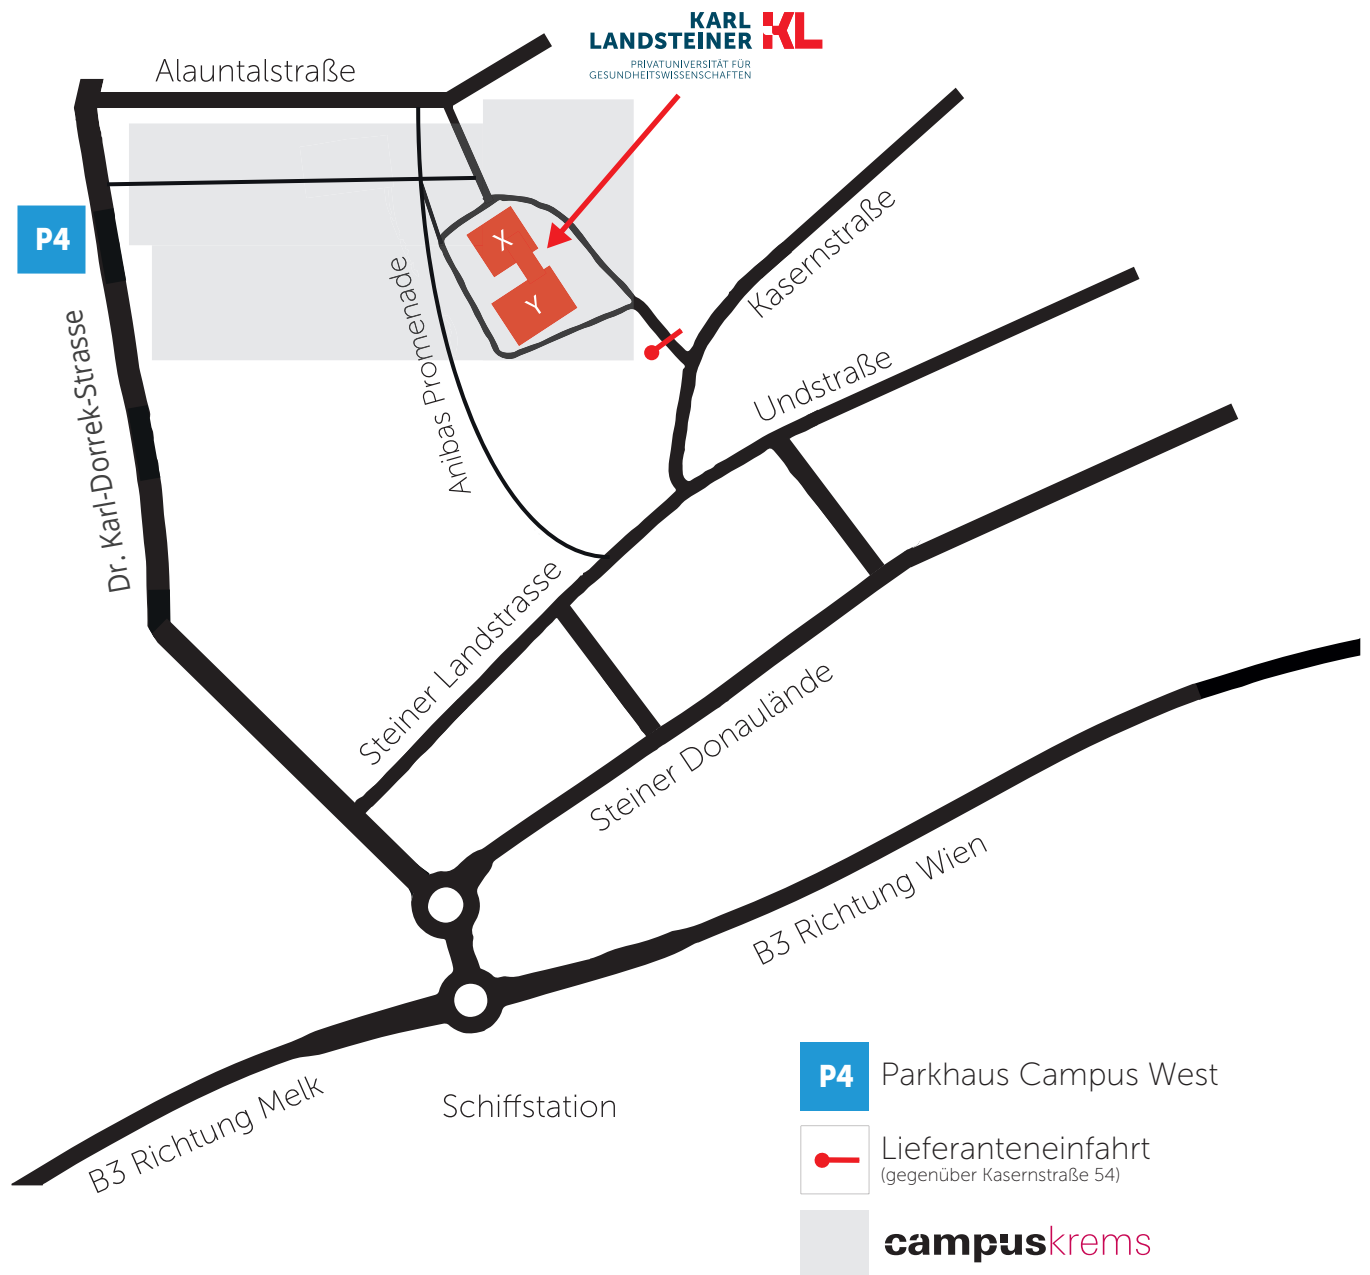 KARL
LANDSTEINER KL
PRIVATUNIVERSITÄT FÜR
GESUNDHEITSWISSENSCHAFTEN
Alauntalstraße
P4
X
Y
Kasernstraße
Anibas Promenade
Dr. Karl-Dorrek-Strasse
Undstraße
Steiner Landstrasse
Steiner Donaulände
B3 Richtung Wien
B3 Richtung Melk
Schiffstation
P4 Parkhaus Campus West
Lieferanteneinfahrt
(gegenüber Kasernstraße 54)
campuskrems